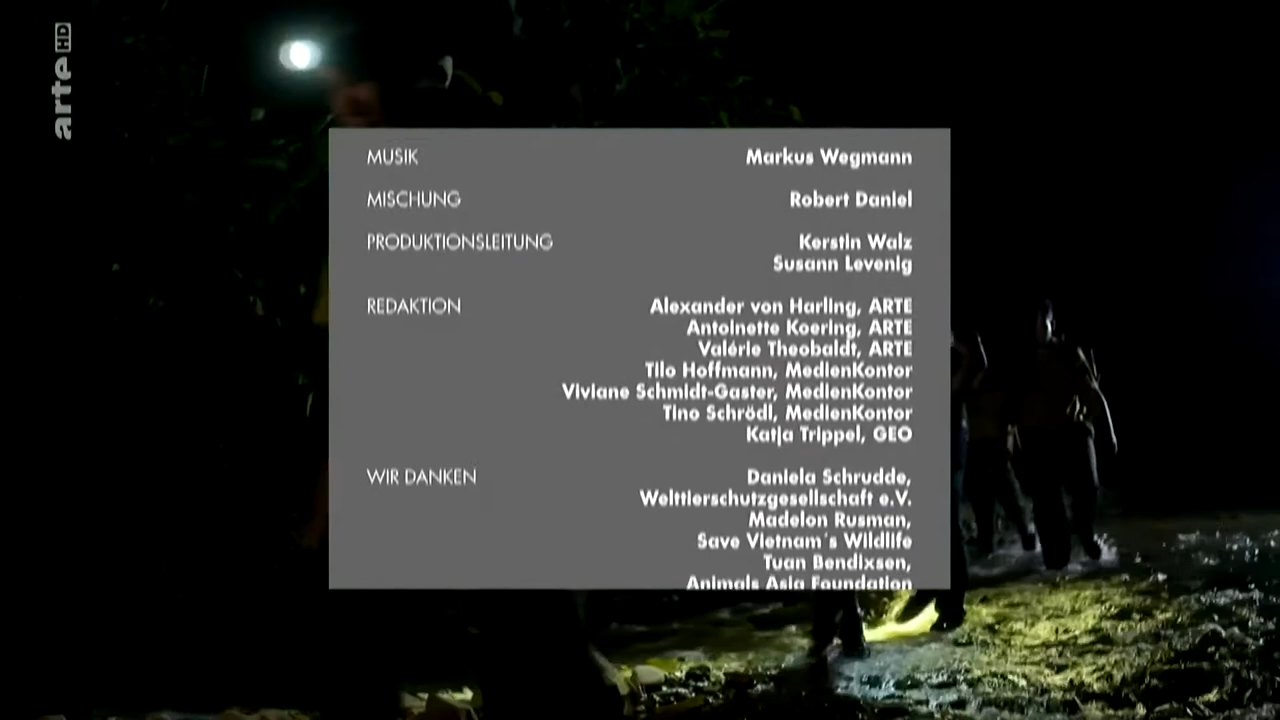 arte HD
MUSIK Markus Wegmann
MISCHUNG Robert Daniel
PRODUKTIONSLEITUNG Kerstin Walz
Susann Levenig
REDAKTION Alexander von Harling, ARTE
Antoinette Koering, ARTE
Valérie Theobaldt, ARTE
Tilo Hoffmann, MedienKontor
Viviane Schmidt-Gaster, MedienKontor
Tino Schrödl, MedienKontor
Katja Trippel, GEO
WIR DANKEN Daniela Schrudde,
Welttierschutzgesellschaft e.V.
Madelon Rusman,
Save Vietnam´s Wildlife
Tuan Bendixsen,
Animals Asia Foundation